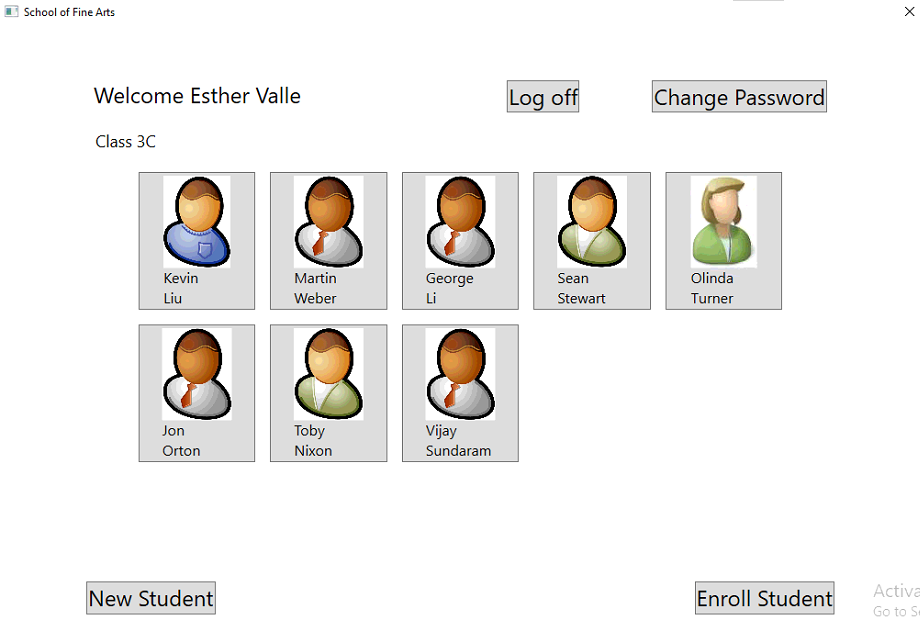 School of Fine Arts
Welcome Esther Valle
Log off
Change Password
Class 3C
Kevin
Liu
Martin
Weber
George
Li
Sean
Stewart
Olinda
Turner
Jon
Orton
Toby
Nixon
Vijay
Sundaram
New Student
Enroll Student
Activa
Go to S